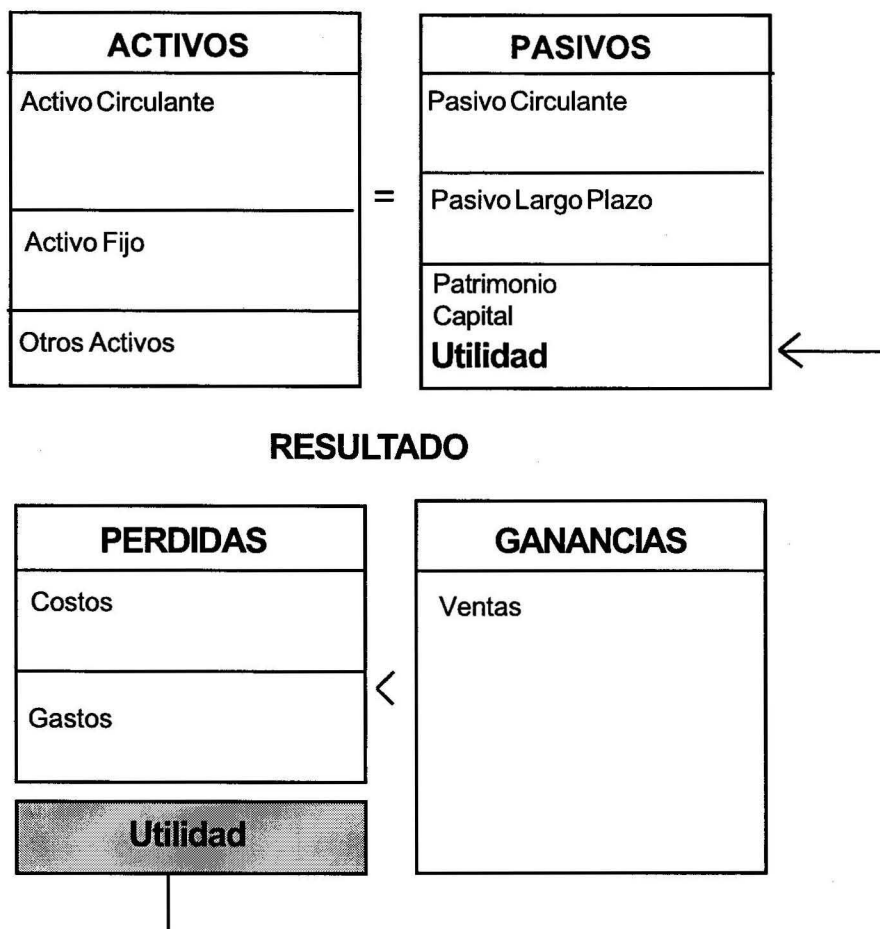 ACTIVOS
Activo Circulante
Activo Fijo
Otros Activos
=
PASIVOS
Pasivo Circulante
Pasivo Largo Plazo
Patrimonio
Capital
Utilidad
RESULTADO
PERDIDAS
Costos
Gastos
Utilidad
<
GANANCIAS
Ventas